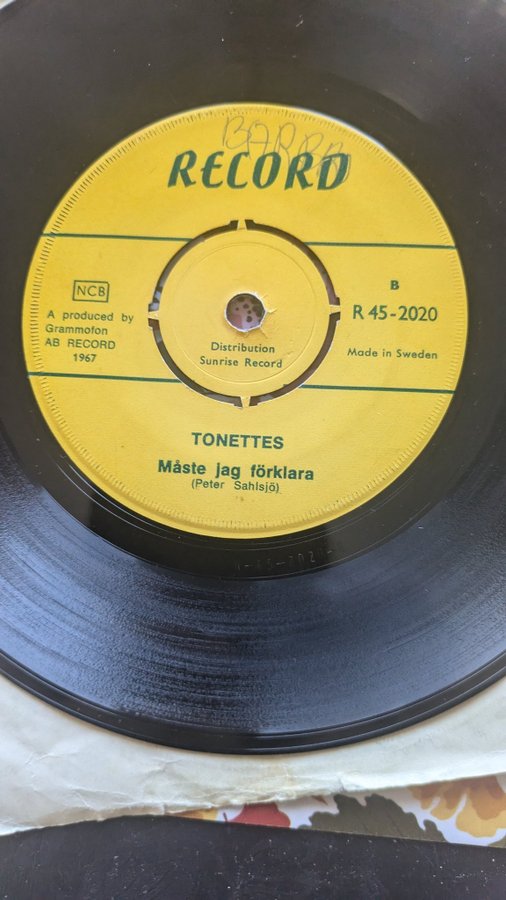 RECORD
NCB
A produced by
Grammofon
AB RECORD
1967
Distribution
Sunrise Record
B
R 45-2020
Made in Sweden
TONETTES
Måste jag förklara
(Peter Sahlsjö)